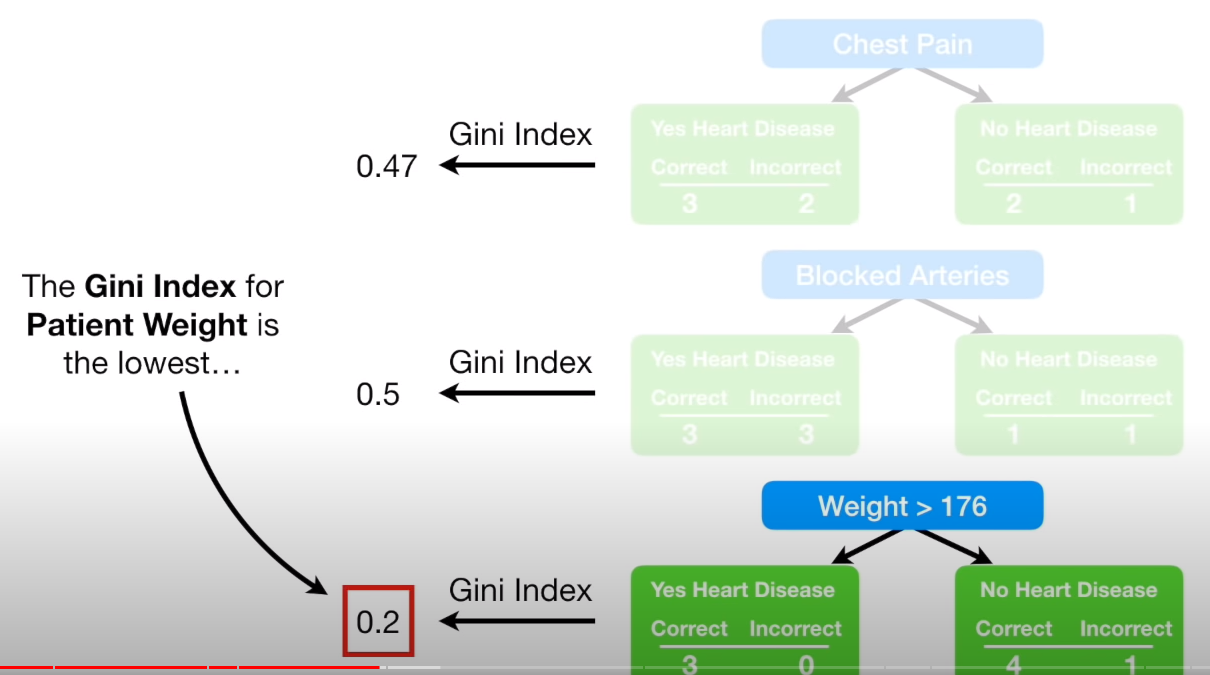 Chest Pain
Gini Index
0.47
Yes Heart Disease
Correct Incorrect
3 2
No Heart Disease
Correct Incorrect
2 1
The Gini Index for
Patient Weight is
the lowest…
Blocked Arteries
Gini Index
0.5
Yes Heart Disease
Correct Incorrect
3 3
No Heart Disease
Correct Incorrect
1 1
Weight > 176
Gini Index
0.2
Yes Heart Disease
Correct Incorrect
3 0
No Heart Disease
Correct Incorrect
4 1